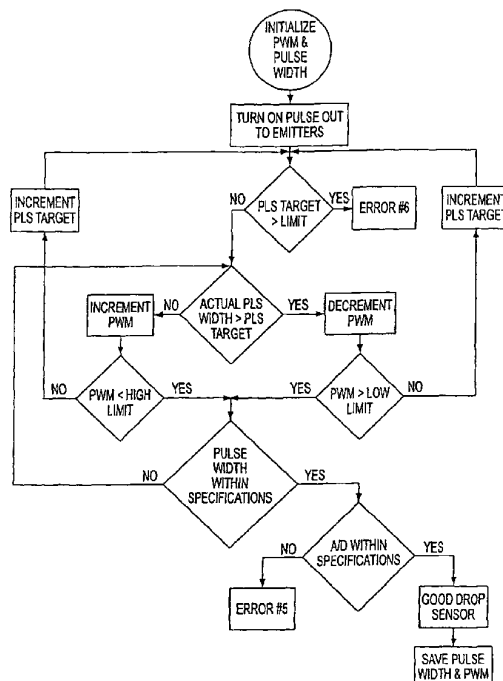 INITIALIZE
PWM &
PULSE
WIDTH
TURN ON PULSE OUT
TO EMITTERS
INCREMENT
PLS TARGET
NO
PLS TARGET
> LIMIT
YES
ERROR #6
INCREMENT
PLS TARGET
INCREMENT
PWM
NO
ACTUAL PLS
WIDTH > PLS
TARGET
YES
DECREMENT
PWM
NO
PWM < HIGH
LIMIT
YES
YES
PWM > LOW
LIMIT
NO
NO
PULSE
WIDTH
WITHIN
SPECIFICATIONS
YES
NO
A/D WITHIN
SPECIFICATIONS
YES
ERROR #5
GOOD DROP
SENSOR
SAVE PULSE
WIDTH & PWM